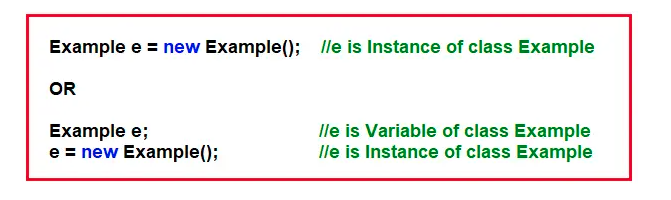 Example e = new Example(); //e is Instance of class Example
OR
Example e; //e is Variable of class Example
e = new Example(); //e is Instance of class Example